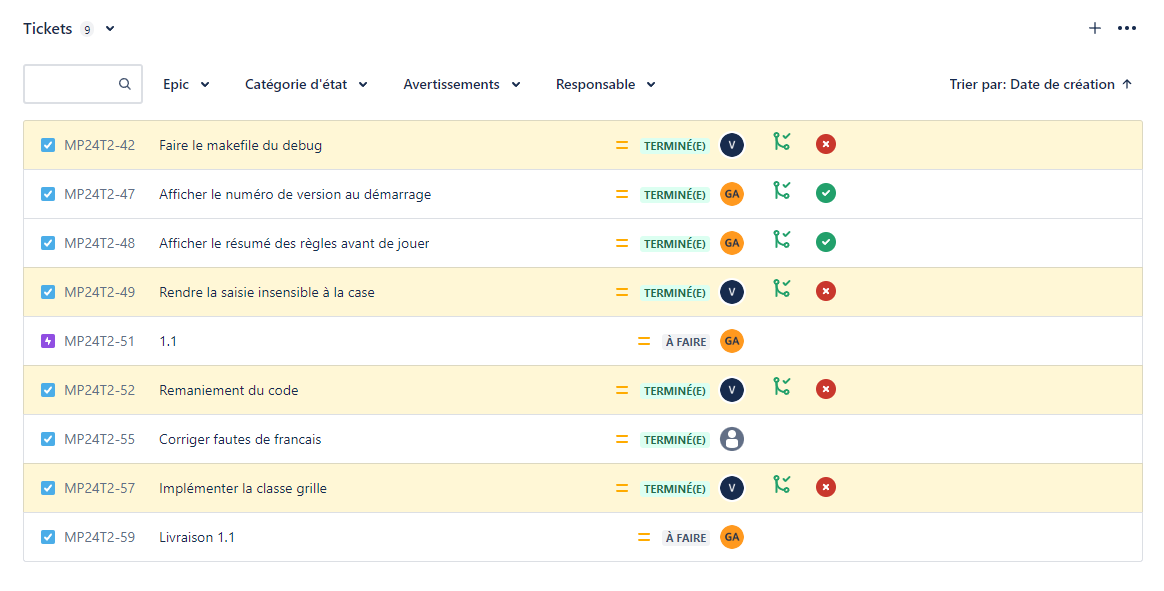 Tickets 9
Epic Catégorie d'état Avertissements Responsable Trier par: Date de création
MP24T2-42 Faire le makefile du debug TERMINÉ(E) V
MP24T2-47 Afficher le numéro de version au démarrage TERMINÉ(E) GA
MP24T2-48 Afficher le résumé des règles avant de jouer TERMINÉ(E) GA
MP24T2-49 Rendre la saisie insensible à la case TERMINÉ(E) V
MP24T2-51 1.1 À FAIRE GA
MP24T2-52 Remaniement du code TERMINÉ(E) V
MP24T2-55 Corriger fautes de francais TERMINÉ(E)
MP24T2-57 Implémenter la classe grille TERMINÉ(E) V
MP24T2-59 Livraison 1.1 À FAIRE GA